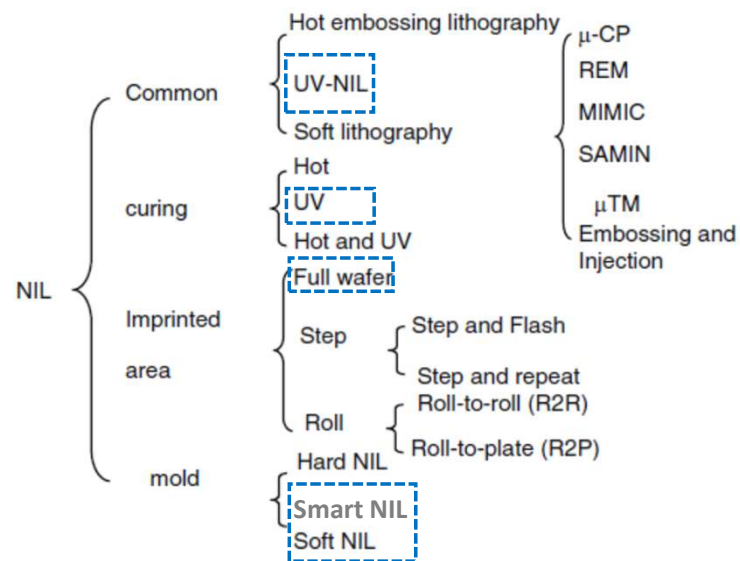 NIL
Common
Hot embossing lithography
UV-NIL
Soft lithography
μ-CP
REM
MIMIC
SAMIN
μTM
Embossing and
Injection
curing
Hot
UV
Hot and UV
Imprinted
area
Full wafer
Step
Step and Flash
Step and repeat
Roll
Roll-to-roll (R2R)
Roll-to-plate (R2P)
mold
Hard NIL
Smart NIL
Soft NIL